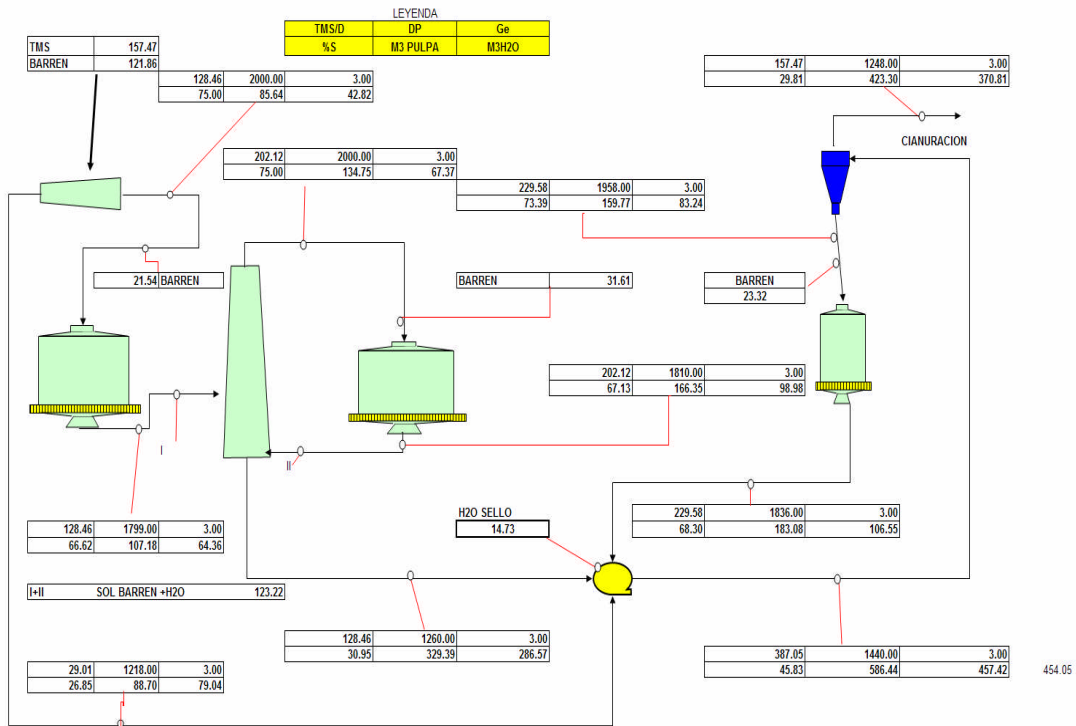 LEYENDA
TMS/D DP Ge
%S M3 PULPA M3H2O
TMS 157.47
BARREN 121.86
128.46 2000.00 3.00
75.00 85.64 42.82
157.47 1248.00 3.00
29.81 423.30 370.81
CIANURACION
202.12 2000.00 3.00
75.00 134.75 67.37
229.58 1958.00 3.00
73.39 159.77 83.24
21.54 BARREN
BARREN 31.61
BARREN
23.32
202.12 1810.00 3.00
67.13 166.35 98.98
I
II
H2O SELLO
14.73
229.58 1836.00 3.00
68.30 183.08 106.55
128.46 1799.00 3.00
66.62 107.18 64.36
I+II SOL BARREN +H2O 123.22
128.46 1260.00 3.00
30.95 329.39 286.57
29.01 1218.00 3.00
26.85 88.70 79.04
387.05 1440.00 3.00
45.83 586.44 457.42
454.05